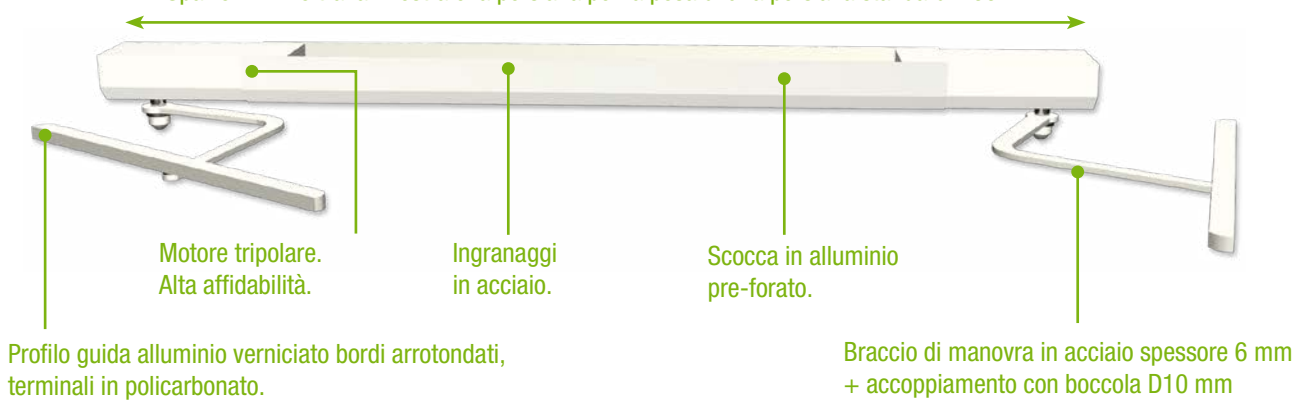 Motore tripolare.
Alta affidabilità.
Ingranaggi
in acciaio.
Scocca in alluminio
pre-forato.
Profilo guida alluminio verniciato bordi arrotondati,
terminali in policarbonato.
Braccio di manovra in acciaio spessore 6 mm
+ accoppiamento con boccola D10 mm